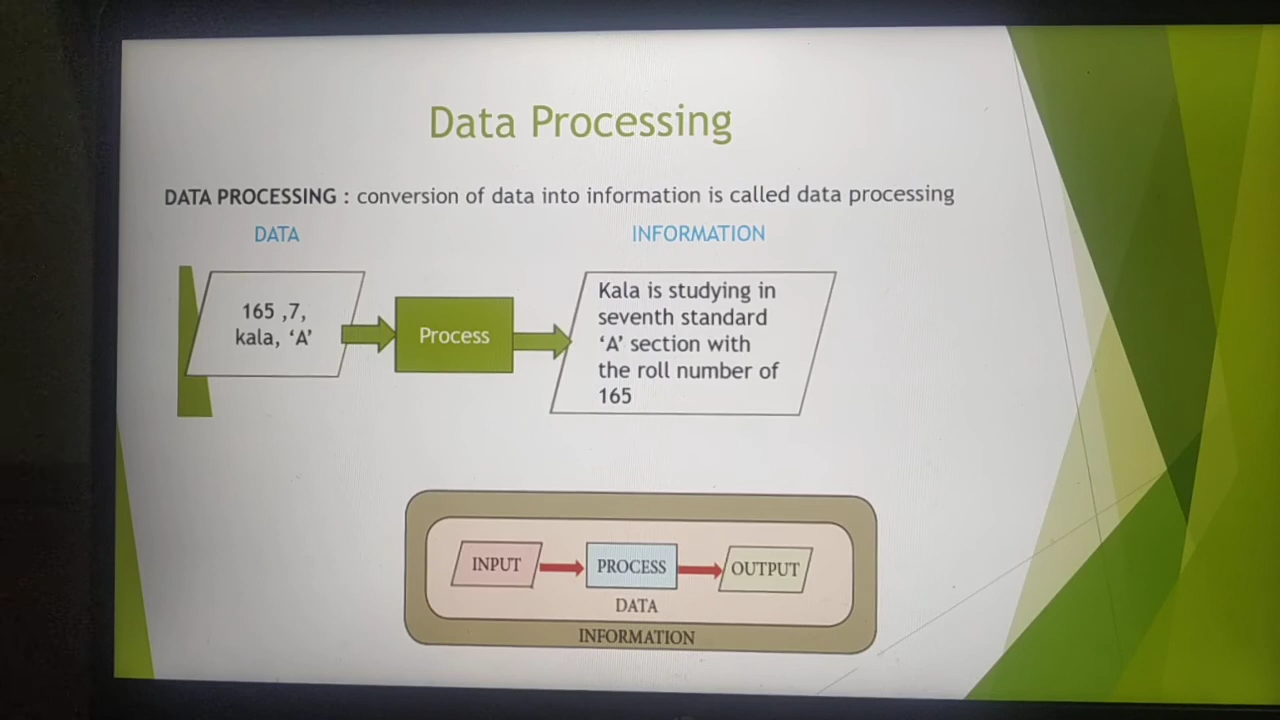 Data Processing
DATA PROCESSING : conversion of data into information is called data processing
DATA
INFORMATION
165 ,7,
kala, ‘A’
Process
Kala is studying in
seventh standard
‘A’ section with
the roll number of
165
INPUT
PROCESS
OUTPUT
DATA
INFORMATION